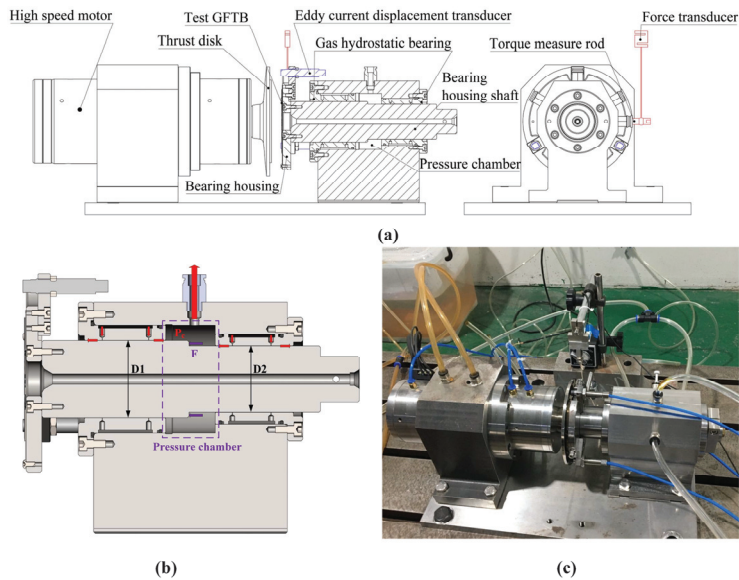 High speed motor
Test GFTB
Thrust disk
Eddy current displacement transducer
Gas hydrostatic bearing
Force transducer
Torque measure rod
Bearing
housing shaft
Pressure chamber
Bearing housing
(a)
P
F
D1
D2
Pressure chamber
(b)
(c)